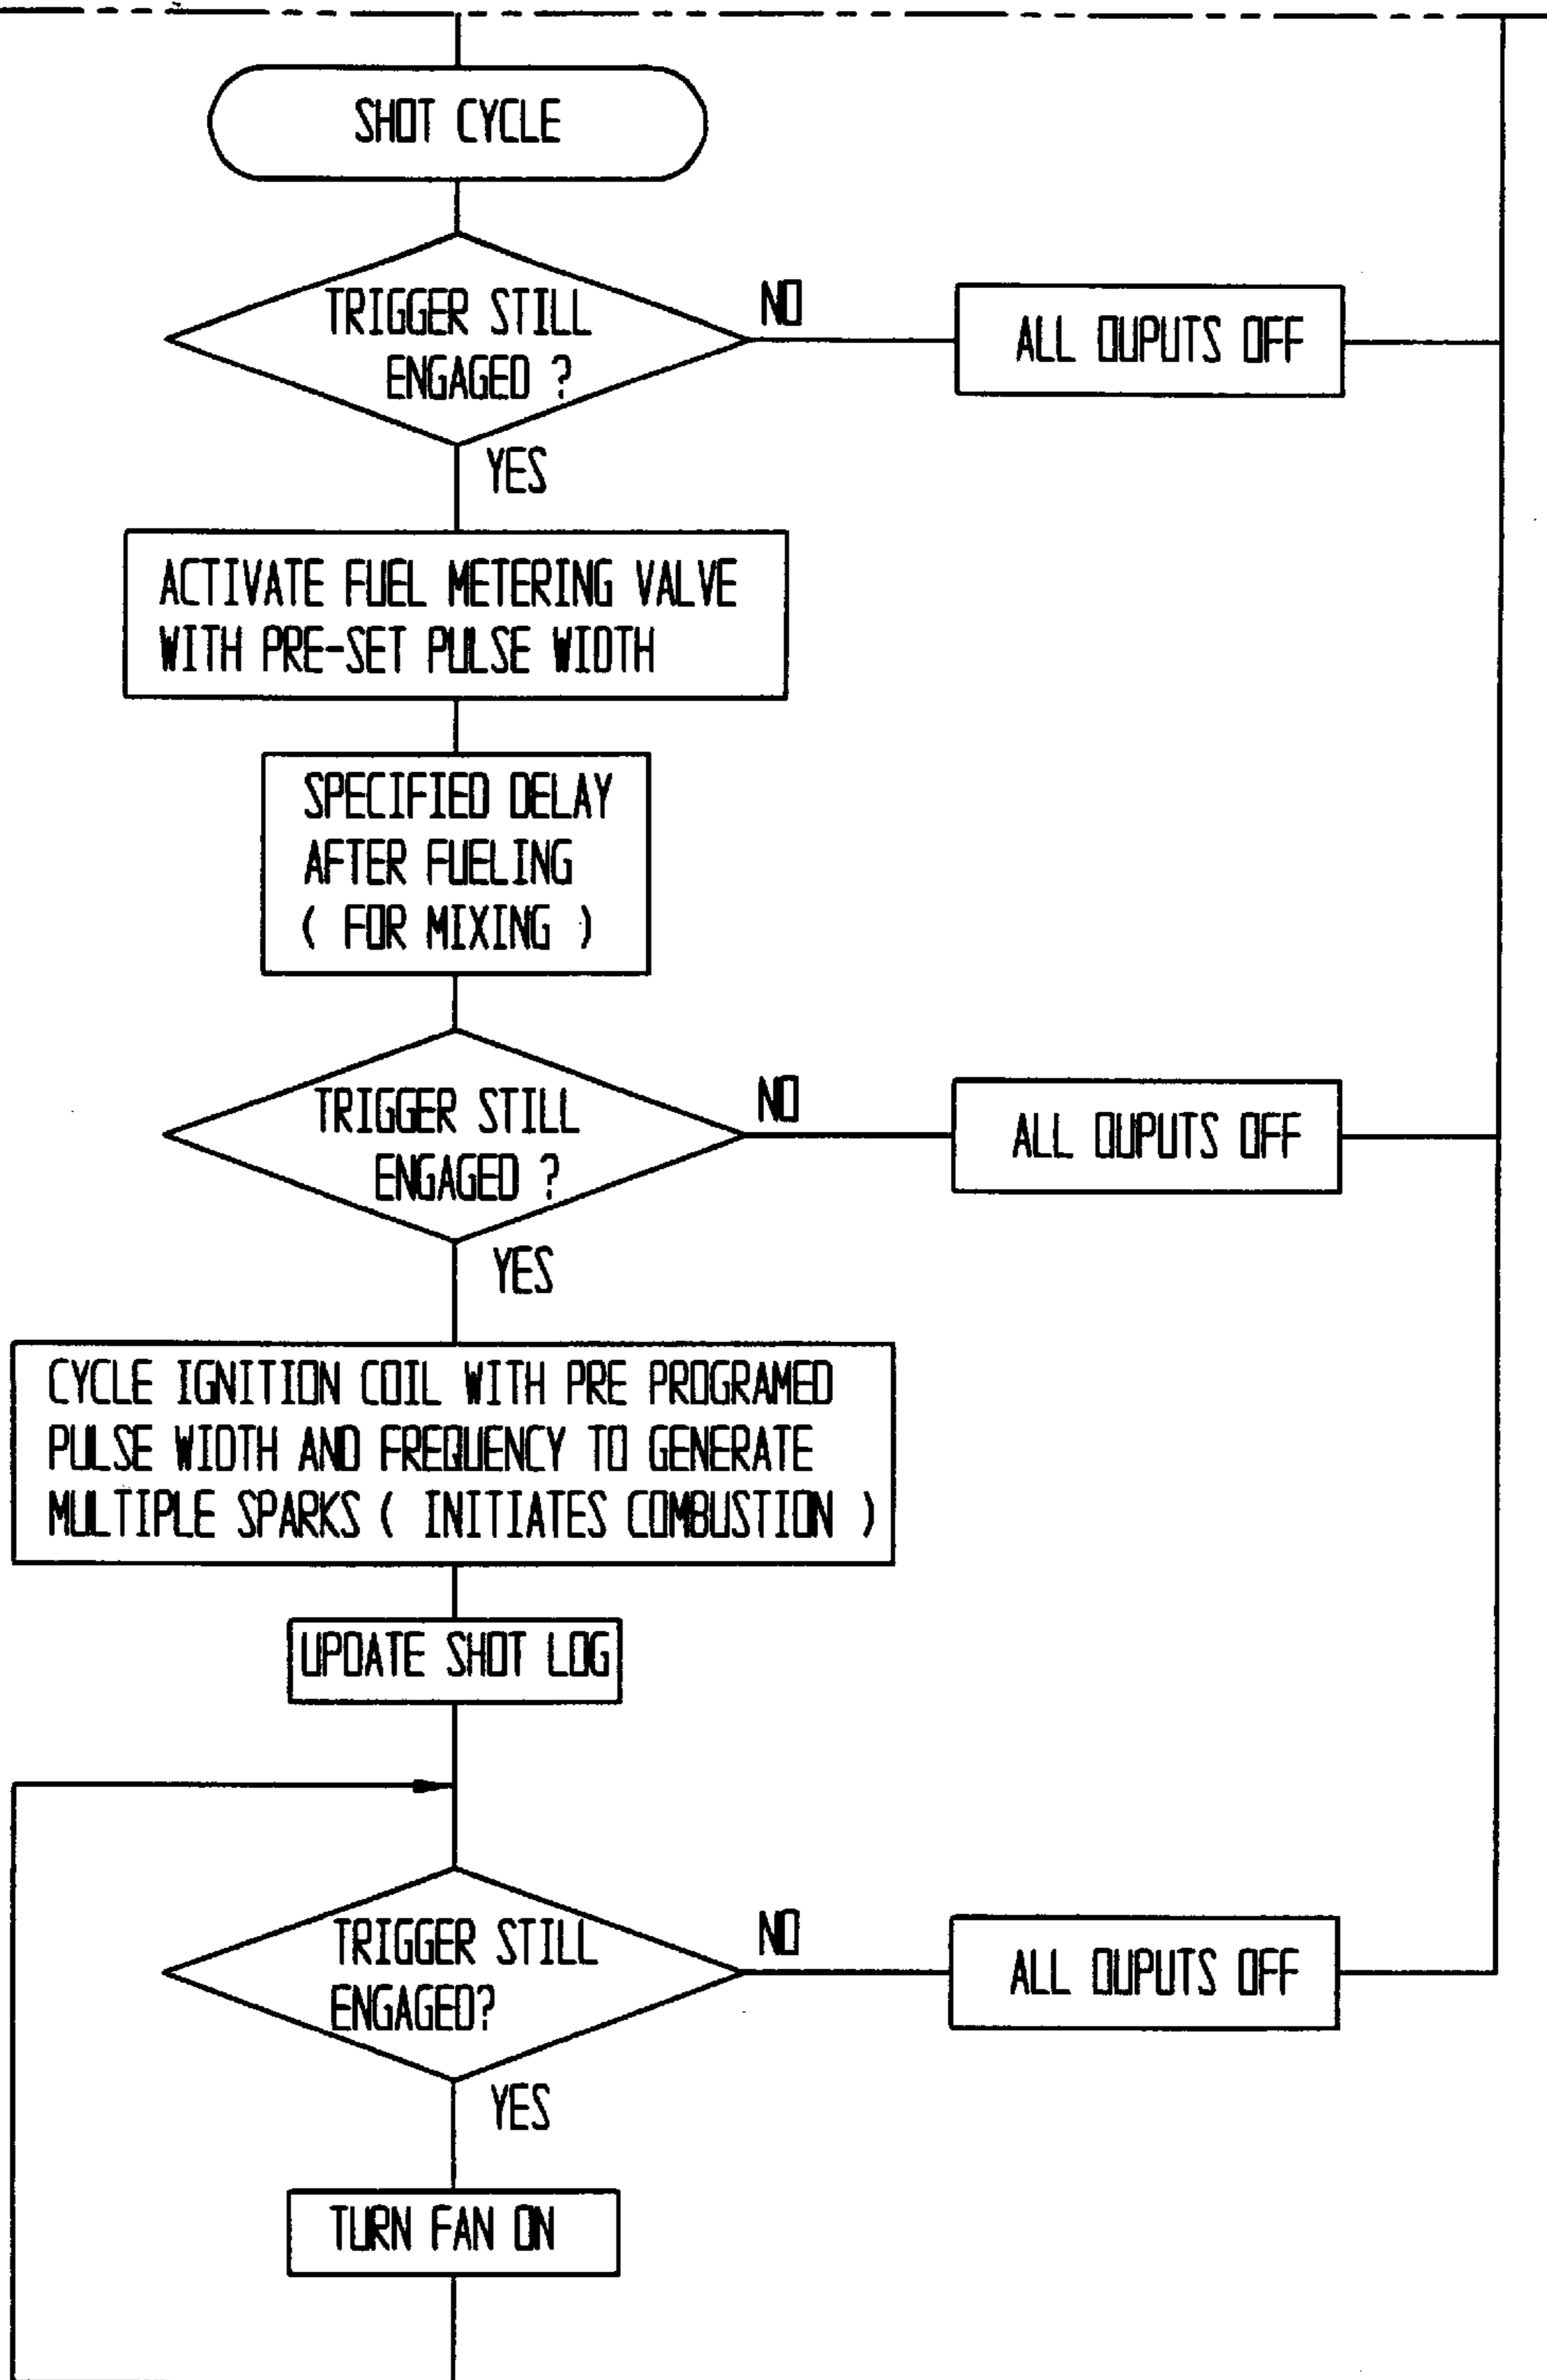 SHOT CYCLE
TRIGGER STILL
ENGAGED ?
NO
ALL OUPUTS OFF
YES
ACTIVATE FUEL METERING VALVE
WITH PRE-SET PULSE WIDTH
SPECIFIED DELAY
AFTER FUELING
( FOR MIXING )
TRIGGER STILL
ENGAGED ?
NO
ALL OUPUTS OFF
YES
CYCLE IGNITION COIL WITH PRE PROGRAMED
PULSE WIDTH AND FREQUENCY TO GENERATE
MULTIPLE SPARKS ( INITIATES COMBUSTION )
UPDATE SHOT LOG
TRIGGER STILL
ENGAGED?
NO
ALL OUPUTS OFF
YES
TURN FAN ON